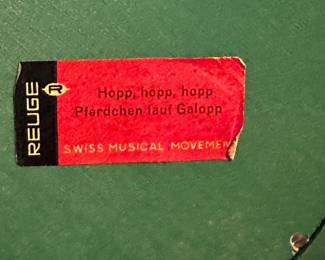 REUGE
R
Hopp, hopp, hopp
Pferdchen lauf Galopp
SWISS MUSICAL MOVEMEN